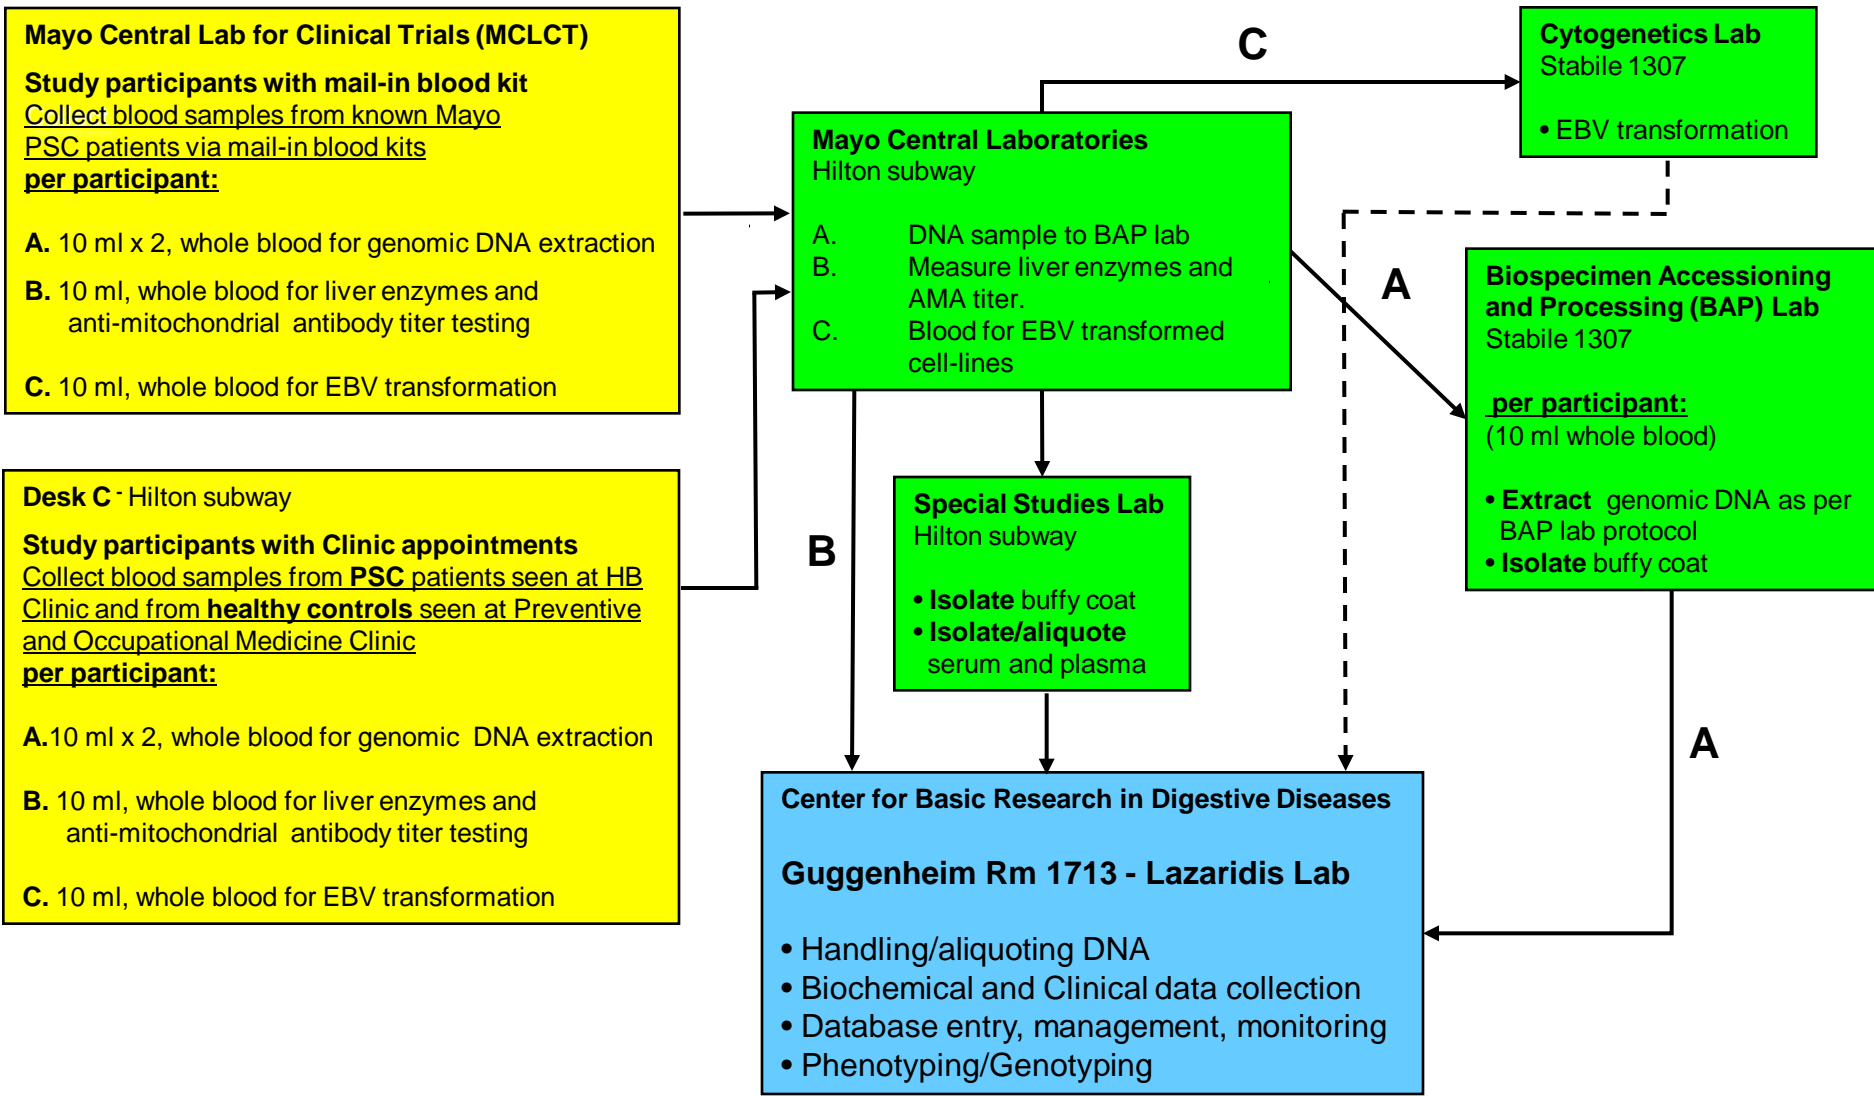 Mayo Central Lab for Clinical Trials (MCLCT)
Study participants with mail-in blood kit
Collect blood samples from known Mayo
PSC patients via mail-in blood kits
per participant:
A. 10 ml x 2, whole blood for genomic DNA extraction
B. 10 ml, whole blood for liver enzymes and
anti-mitochondrial antibody titer testing
C. 10 ml, whole blood for EBV transformation
Desk C - Hilton subway
Study participants with Clinic appointments
Collect blood samples from PSC patients seen at HB
Clinic and from healthy controls seen at Preventive
and Occupational Medicine Clinic
per participant:
A.10 ml x 2, whole blood for genomic DNA extraction
B. 10 ml, whole blood for liver enzymes and
anti-mitochondrial antibody titer testing
C. 10 ml, whole blood for EBV transformation
Mayo Central Laboratories
Hilton subway
A. DNA sample to BAP lab
B. Measure liver enzymes and
AMA titer.
C. Blood for EBV transformed
cell-lines
C
Cytogenetics Lab
Stabile 1307
• EBV transformation
A
Biospecimen Accessioning
and Processing (BAP) Lab
Stabile 1307
per participant:
(10 ml whole blood)
• Extract genomic DNA as per
BAP lab protocol
• Isolate buffy coat
B
Special Studies Lab
Hilton subway
• Isolate buffy coat
• Isolate/aliquote
serum and plasma
A
Center for Basic Research in Digestive Diseases
Guggenheim Rm 1713 - Lazaridis Lab
• Handling/aliquoting DNA
• Biochemical and Clinical data collection
• Database entry, management, monitoring
• Phenotyping/Genotyping